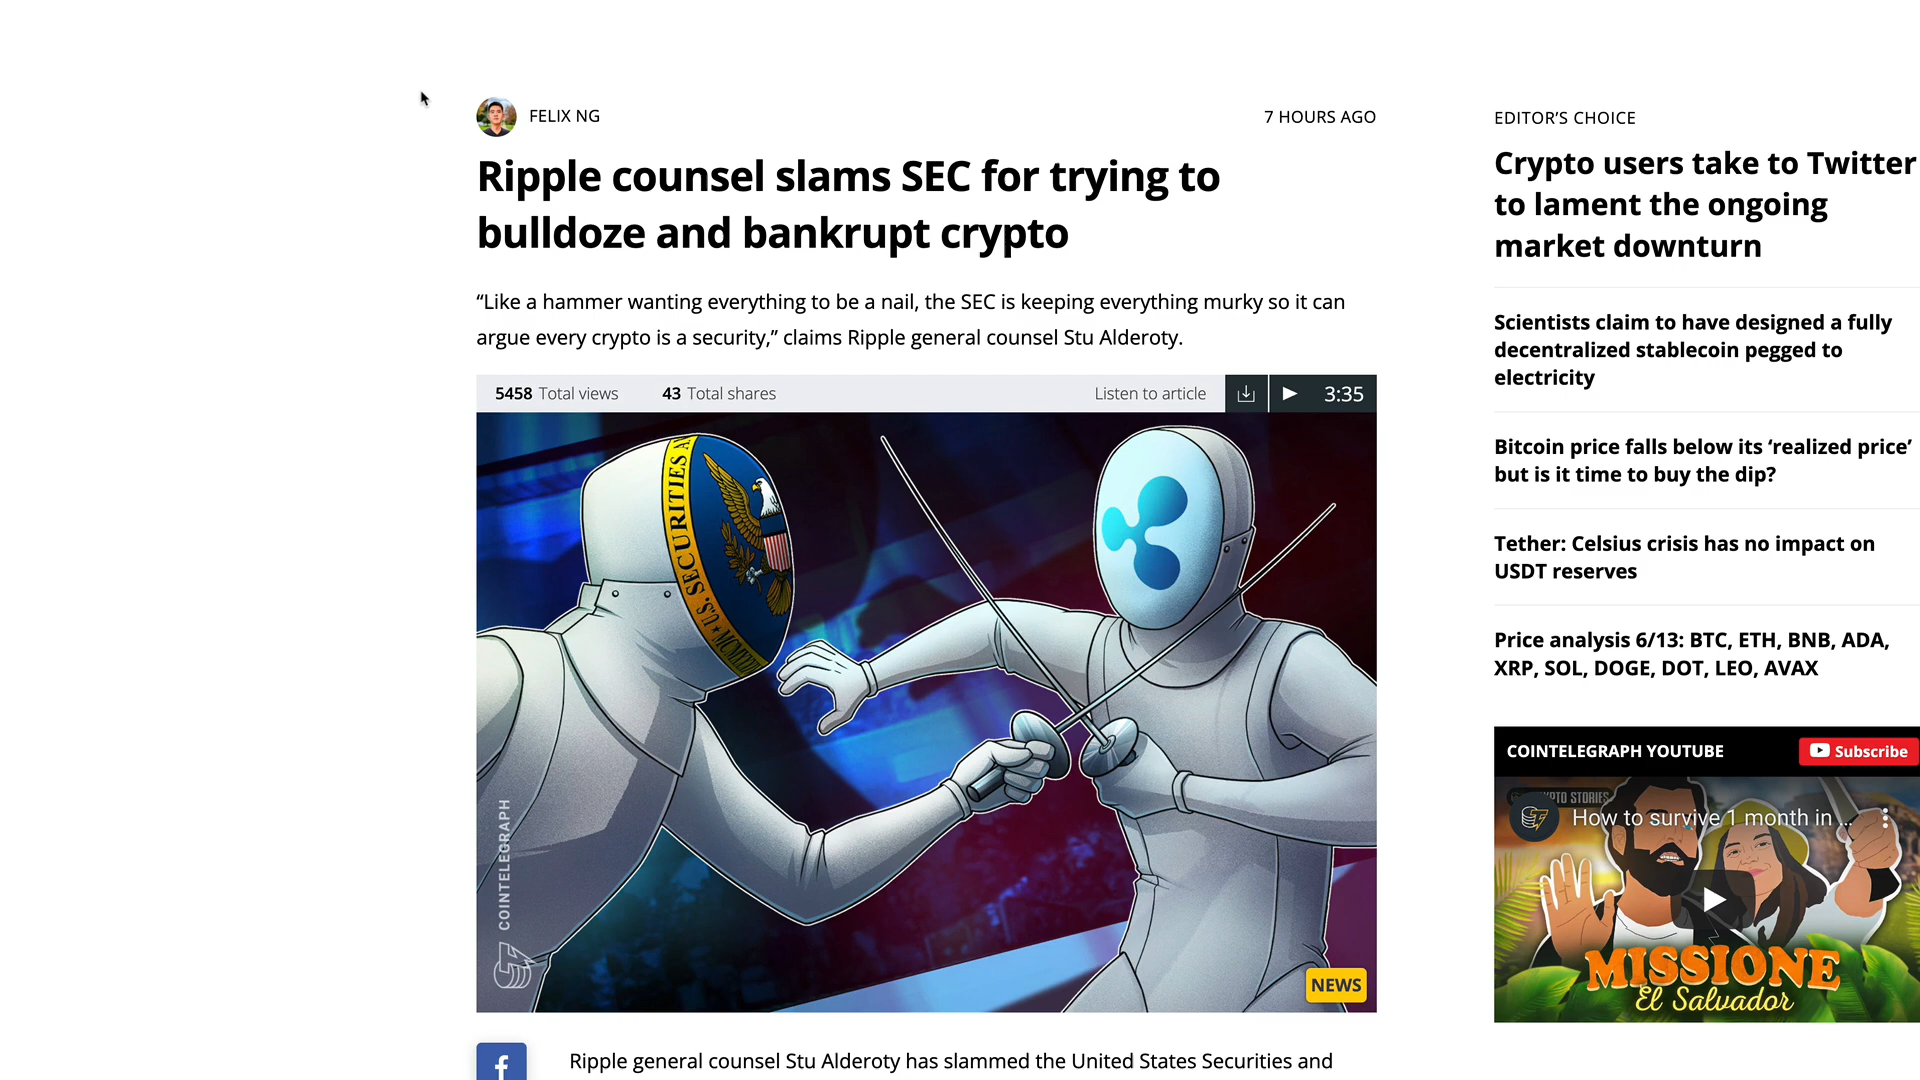 FELIX NG
7 HOURS AGO
Ripple counsel slams SEC for trying to
bulldoze and bankrupt crypto
“Like a hammer wanting everything to be a nail, the SEC is keeping everything murky so it can
argue every crypto is a security,” claims Ripple general counsel Stu Alderoty.
5458 Total views 43 Total shares
Listen to article 3:35
U.S. SECURITIES A
COINTELEGRAPH
NEWS
Ripple general counsel Stu Alderoty has slammed the United States Securities and
EDITOR’S CHOICE
Crypto users take to Twitter
to lament the ongoing
market downturn
Scientists claim to have designed a fully
decentralized stablecoin pegged to
electricity
Bitcoin price falls below its ‘realized price’
but is it time to buy the dip?
Tether: Celsius crisis has no impact on
USDT reserves
Price analysis 6/13: BTC, ETH, BNB, ADA,
XRP, SOL, DOGE, DOT, LEO, AVAX
COINTELEGRAPH YOUTUBE
Subscribe
STORIES
How to survive 1 month in ...
MISSIONE
El Salvador